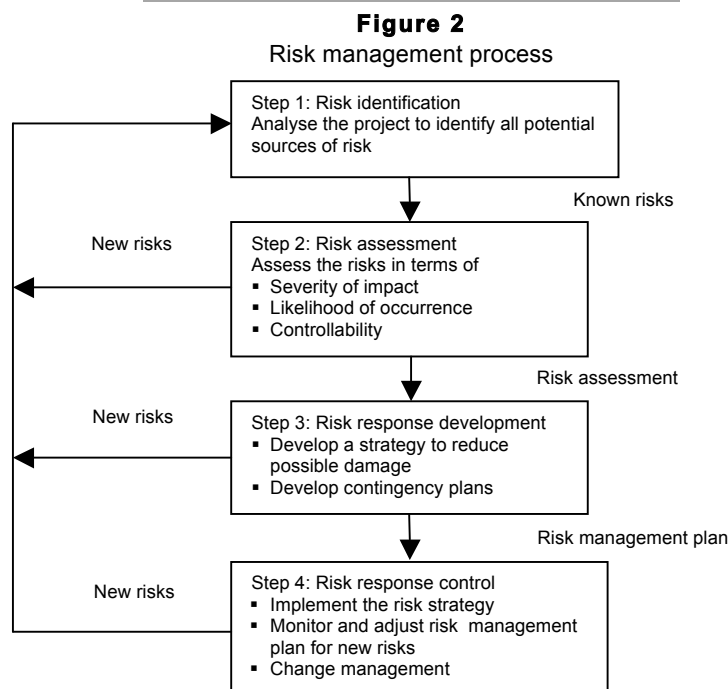 Figure 2
Risk management process
Step 1: Risk identification
Analyse the project to identify all potential
sources of risk
Known risks
New risks
Step 2: Risk assessment
Assess the risks in terms of
▪ Severity of impact
▪ Likelihood of occurrence
▪ Controllability
Risk assessment
New risks
Step 3: Risk response development
▪ Develop a strategy to reduce
possible damage
▪ Develop contingency plans
Risk management plan
New risks
Step 4: Risk response control
▪ Implement the risk strategy
▪ Monitor and adjust risk management
plan for new risks
▪ Change management